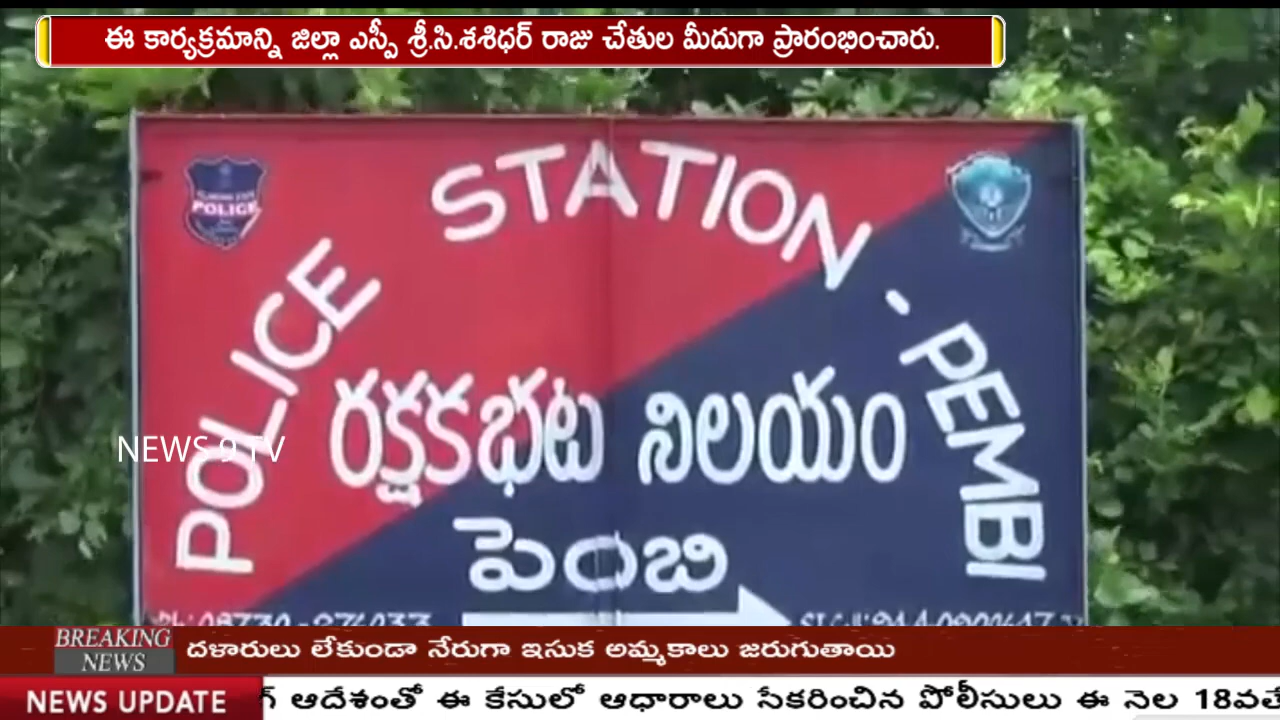 ఈ కార్యక్రమాన్ని జిల్లా ఎస్పీ శ్రీ.సి.శశిధర్ రాజు చేతుల మీదుగా ప్రారంభించారు.
POLICE STATION - PEMBI
POLICE
రక్షకభట నిలయం
పెంబి
NEWS 9 TV
BREAKING NEWS
దళారులు లేకుండా నేరుగా ఇసుక అమ్మకాలు జరుగుతాయి
NEWS UPDATE
ఆదేశంతో ఈ కేసులో ఆధారాలు సేకరించిన పోలీసులు ఈ నెల